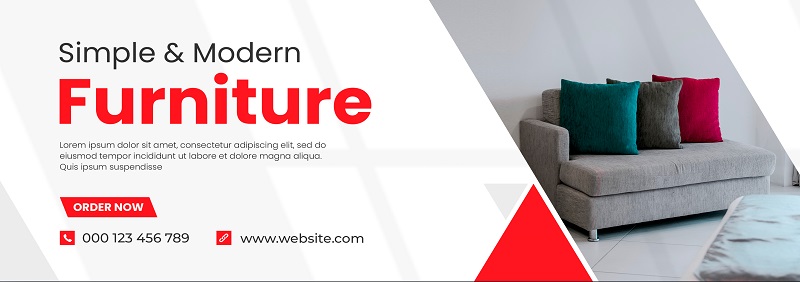 Simple & Modern
Furniture
Lorem ipsum dolor sit amet, consectetur adipiscing elit, sed do
eiusmod tempor incididunt ut labore et dolore magna aliqua.
Quis ipsum suspendisse
ORDER NOW
000 123 456 789 www.website.com